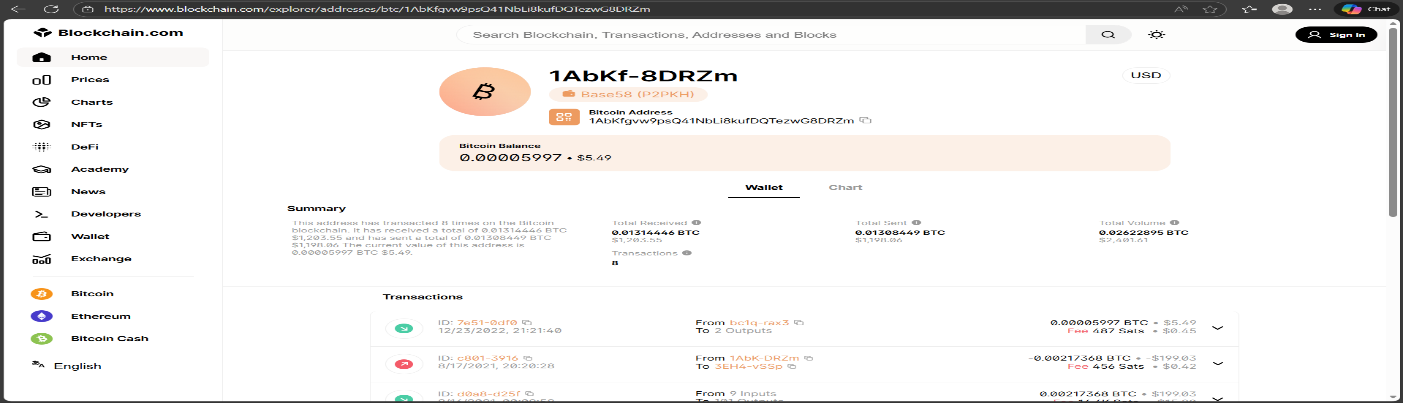 https://www.blockchain.com/explorer/addresses/btc/1AbKfgvw9psQ41NbLi8kufDQTezwG8DRZm
Chat
Blockchain.com
Search Blockchain, Transactions, Addresses and Blocks
Sign In
Home
Prices
Charts
NFTs
DeFi
Academy
News
Developers
Wallet
Exchange
Bitcoin
Ethereum
Bitcoin Cash
English
1AbKf-8DRZm
USD
Base58 (P2PKH)
Bitcoin Address
1AbKfgvw9psQ41NbLi8kufDQTezwG8DRZm
Bitcoin Balance
0.00005997 • $5.49
Wallet Chart
Summary
This address has transacted 8 times on the Bitcoin
blockchain. It has received a total of 0.01314446 BTC
$1,203.55 and has sent a total of 0.01308449 BTC
$1,198.06 The current value of this address is
0.00005997 BTC $5.49.
Total Received
0.01314446 BTC
$1,203.55
Total Sent
0.01308449 BTC
$1,198.06
Total Volume
0.02622895 BTC
$2,401.61
Transactions
8
Transactions
ID: 7e51-0df0
12/23/2022, 21:21:40
From bc1q-rax3
To 2 Outputs
0.00005997 BTC • $5.49
Fee 487 Sats • $0.45
ID: c801-3916
8/17/2021, 20:20:28
From 1AbK-DRZm
To 3EH4-vSSp
-0.00217368 BTC • -$199.03
Fee 456 Sats • $0.42
ID: d0a8-d25f
From 9 Inputs
0.00217368 BTC • $199.03